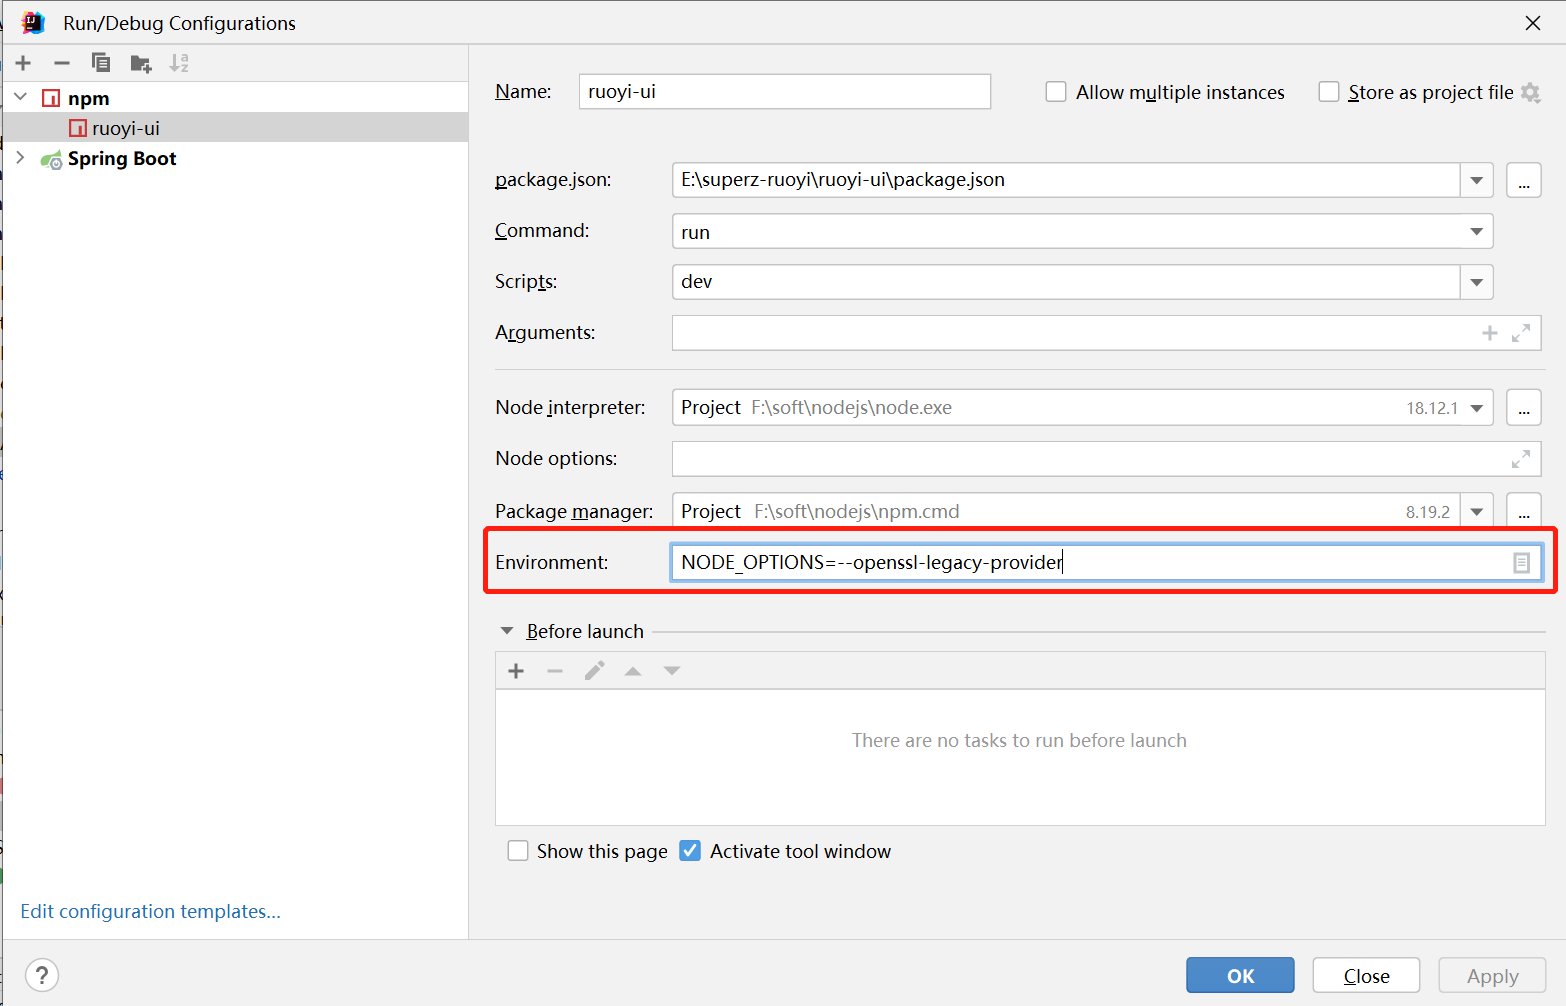 Run/Debug Configurations
npm
ruoyi-ui
Spring Boot
Edit configuration templates...
Name: ruoyi-ui Allow multiple instances Store as project file
package.json: E:\superz-ruoyi\ruoyi-ui\package.json ...
Command: run
Scripts: dev
Arguments:
Node interpreter: Project F:\soft\nodejs\node.exe 18.12.1 ...
Node options:
Package manager: Project F:\soft\nodejs\npm.cmd 8.19.2 ...
Environment: NODE_OPTIONS=--openssl-legacy-provider
Before launch
There are no tasks to run before launch
Show this page Activate tool window
? OK Close Apply